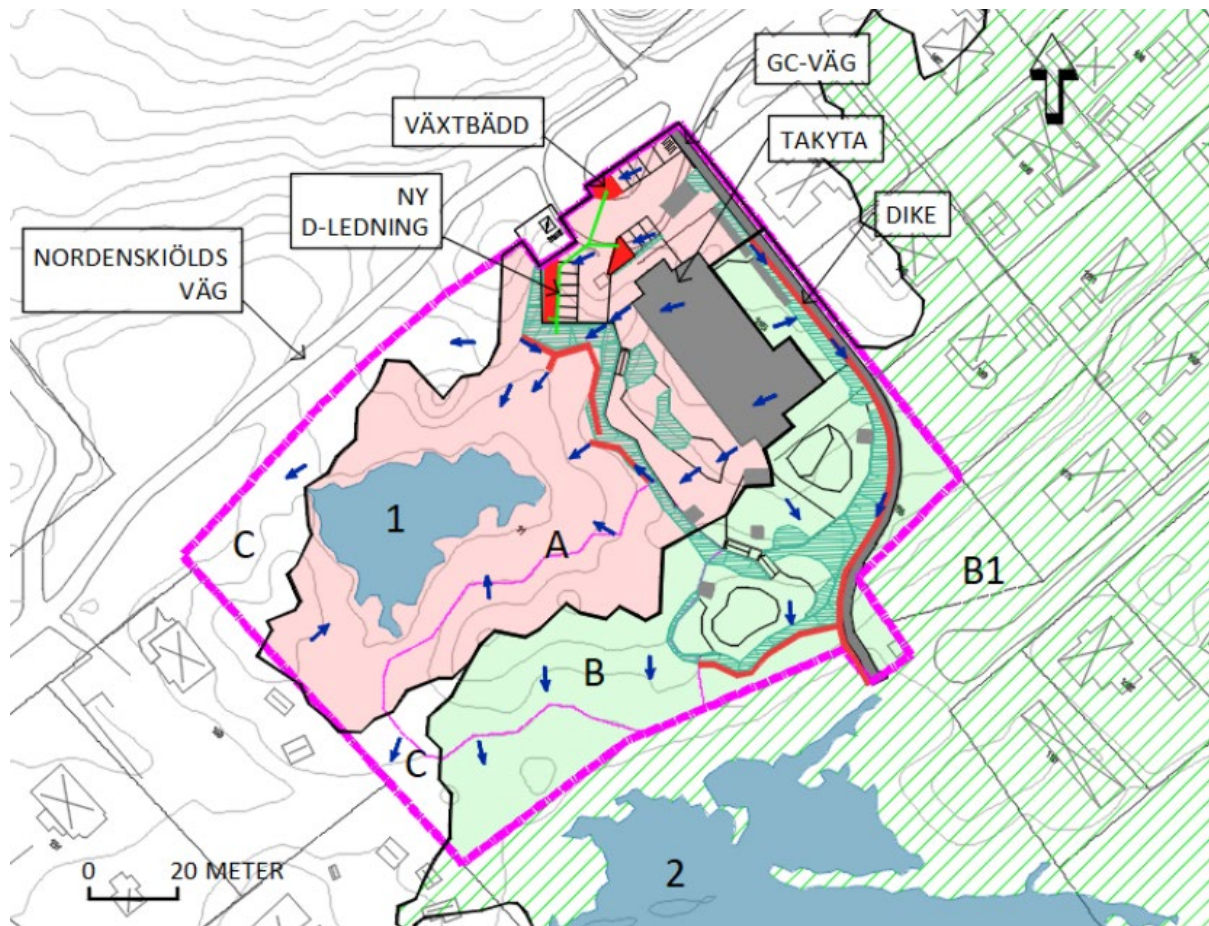 GC-VÄG
VÄXTBÄDD
TAKYTA
NY
D-LEDNING
DIKE
NORDENSKIÖLDS
VÄG
1
C
A
B1
B
C
0 20 METER
2